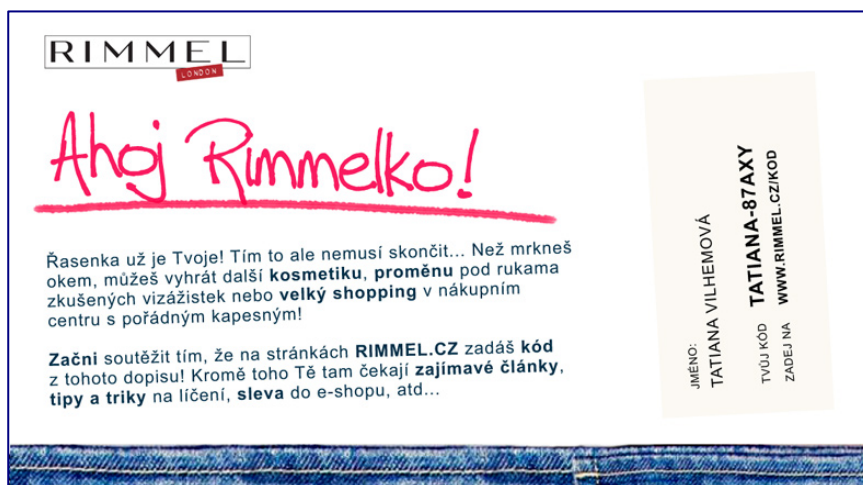 RIMMEL
LONDON
Ahoj Rimmelko!
Řasenka už je Tvoje! Tím to ale nemusí skončit... Než mrkneš
okem, můžeš vyhrát další kosmetiku, proměnu pod rukama
zkušených vizážistek nebo velký shopping v nákupním
centru s pořádným kapesným!
Začni soutěžit tím, že na stránkách RIMMEL.CZ zadáš kód
z tohoto dopisu! Kromě toho Tě tam čekají zajímavé články,
tipy a triky na líčení, sleva do e-shopu, atd...
JMÉNO:
TATIANA VILHEMOVÁ
TVŮJ KÓD TATIANA-87AXY
ZADEJ NA WWW.RIMMEL.CZ/KOD